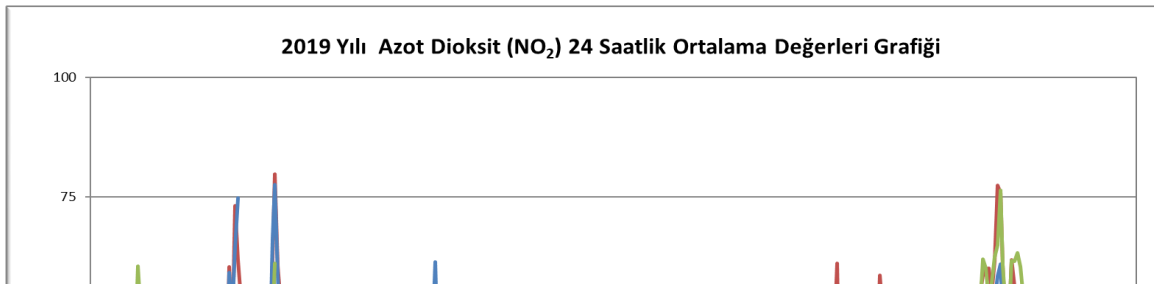 2019 Yılı  Azot Dioksit (NO₂) 24 Saatlik Ortalama Değerleri Grafiği
100
75